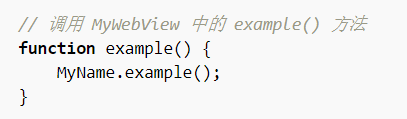 // 调用 MyWebView 中的 example() 方法
function example() {
    MyName.example();
}